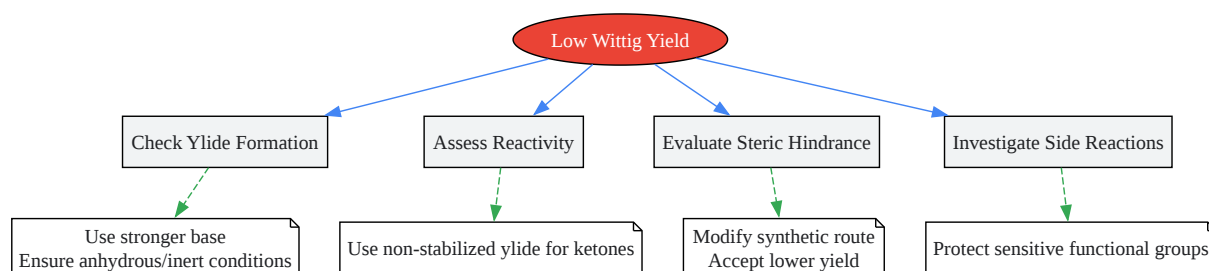 Low Wittig Yield
Check Ylide Formation
Assess Reactivity
Evaluate Steric Hindrance
Investigate Side Reactions
Use stronger base
Ensure anhydrous/inert conditions
Use non-stabilized ylide for ketones
Modify synthetic route
Accept lower yield
Protect sensitive functional groups